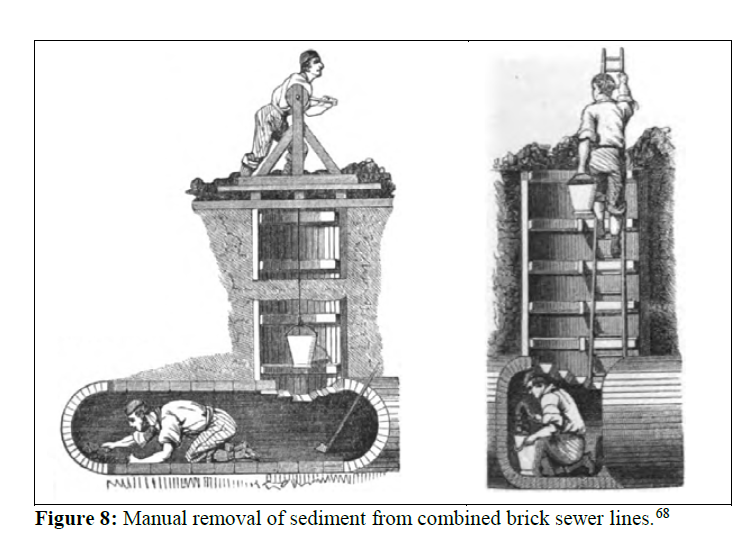 Figure 8: Manual removal of sediment from combined brick sewer lines.68